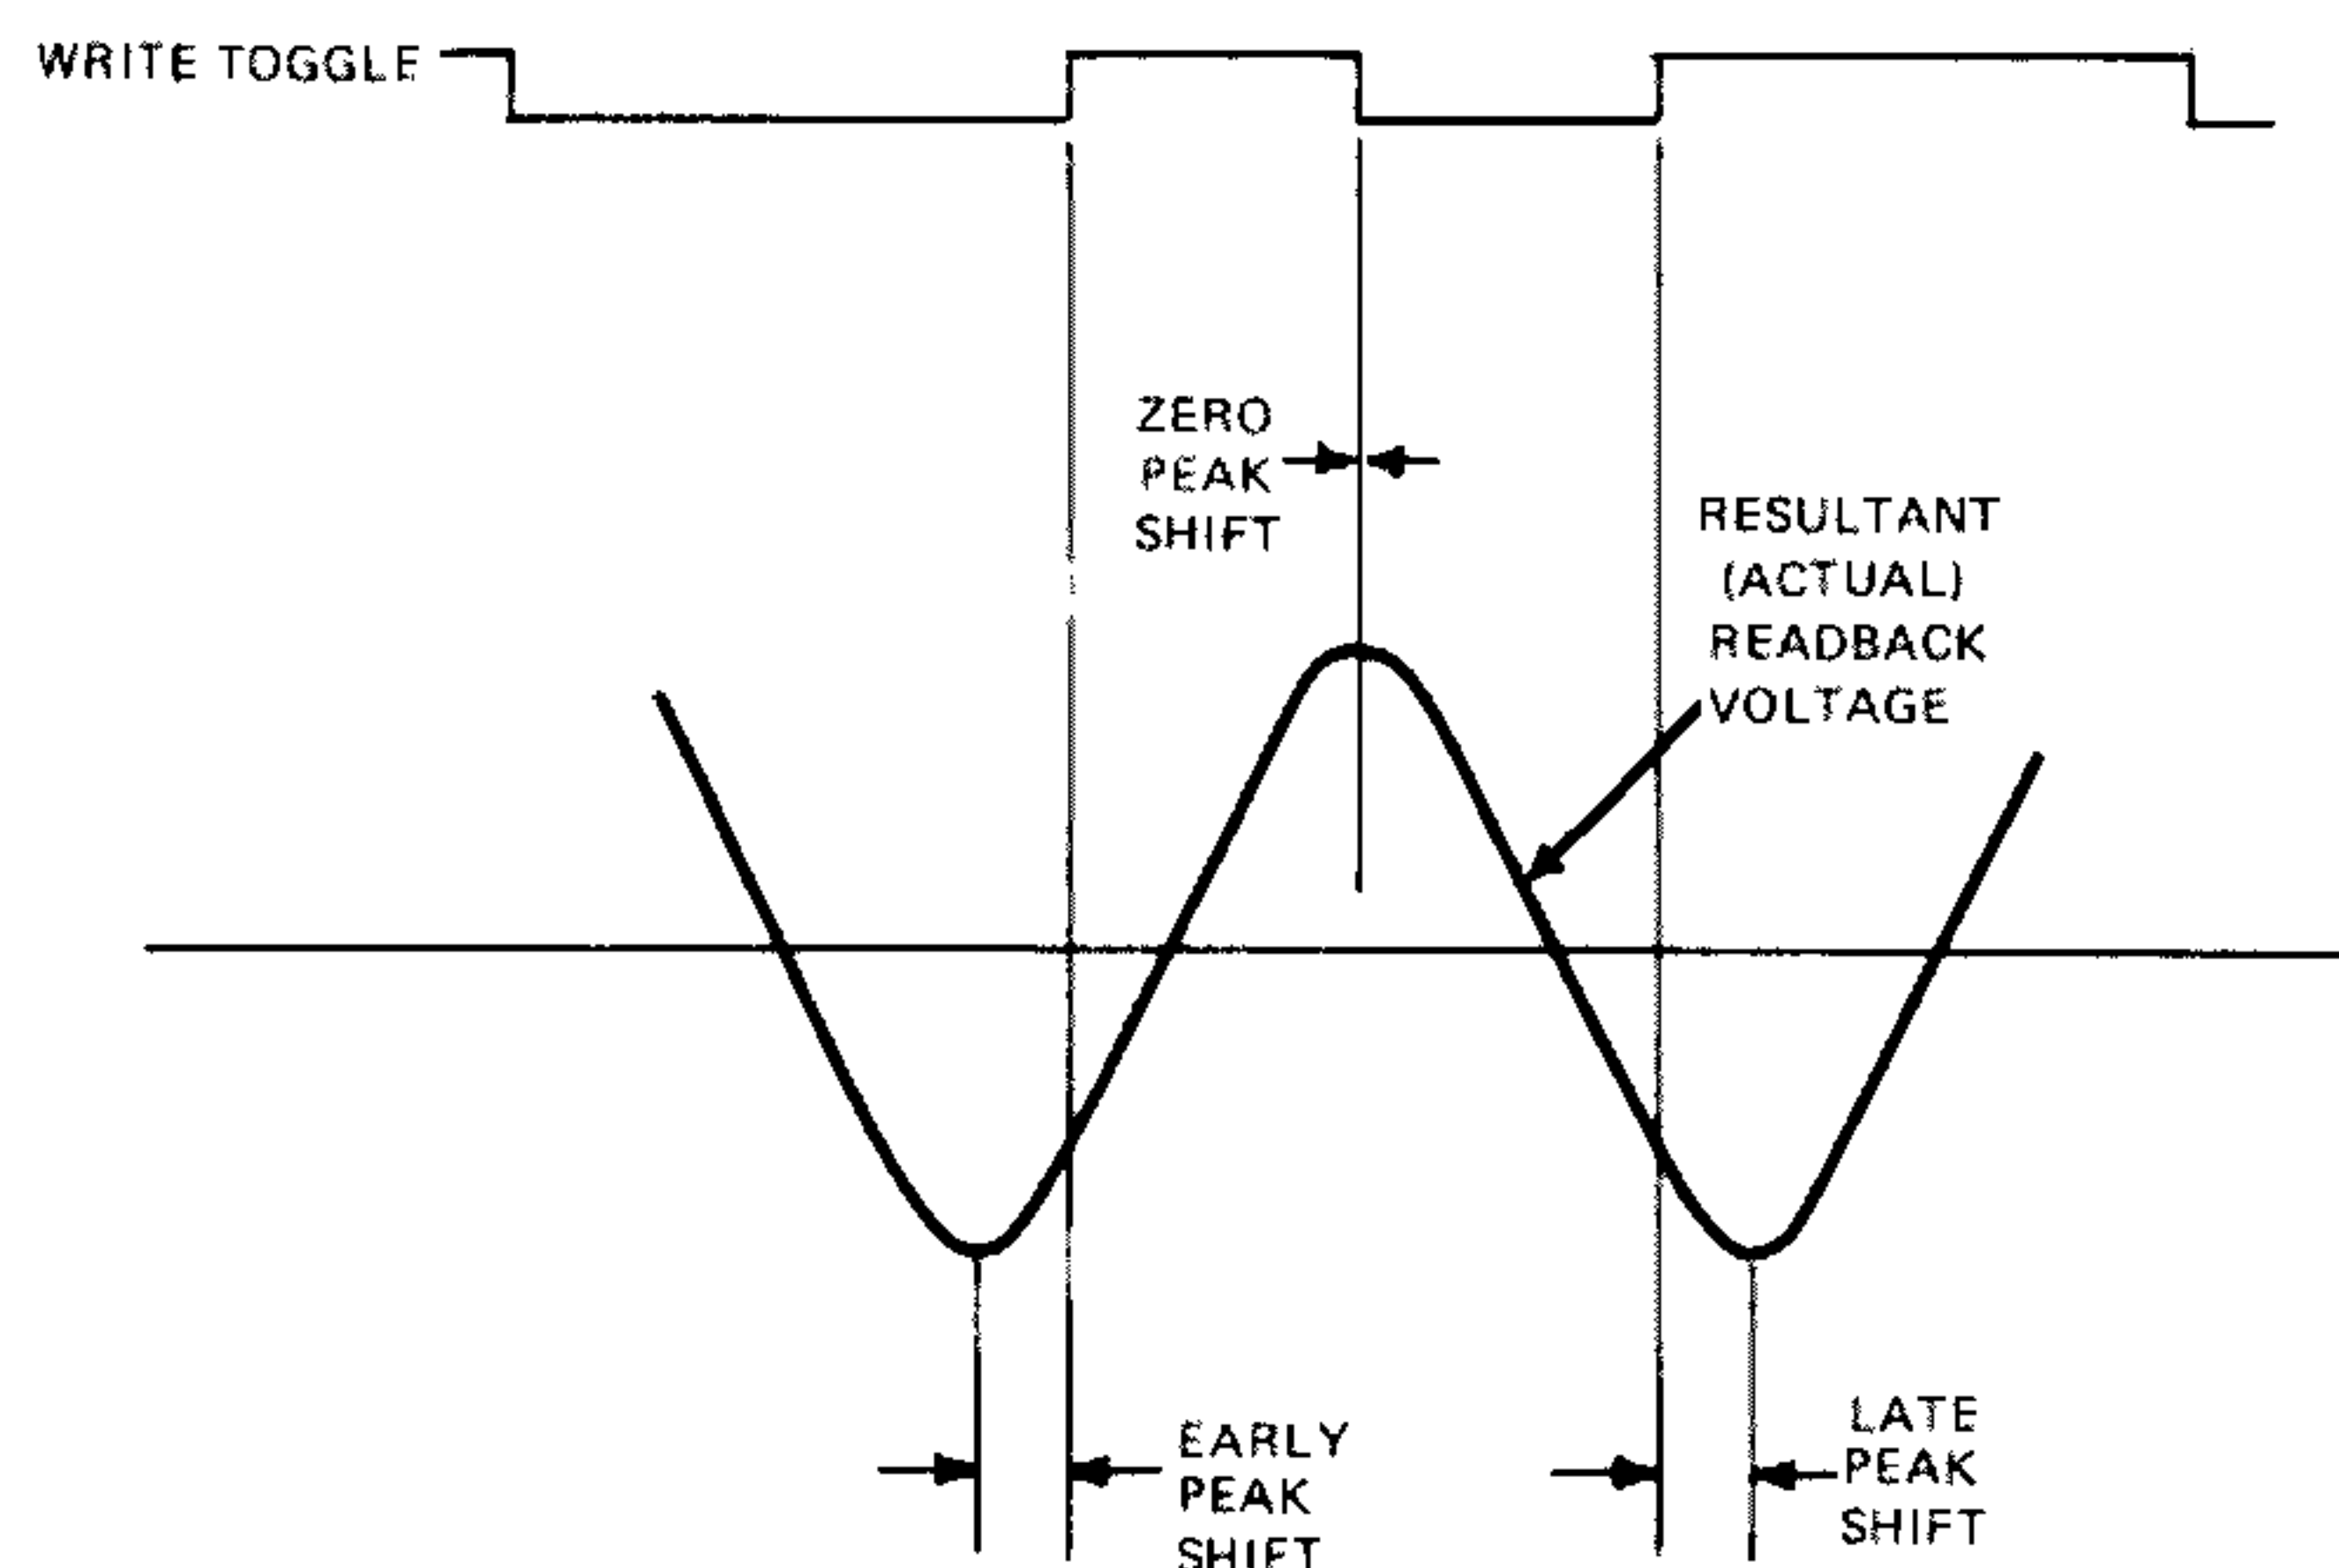 WRITE TOGGLE
ZERO
PEAK
SHIFT
RESULTANT
(ACTUAL)
READBACK
VOLTAGE
EARLY
PEAK
SHIFT
LATE
PEAK
SHIFT